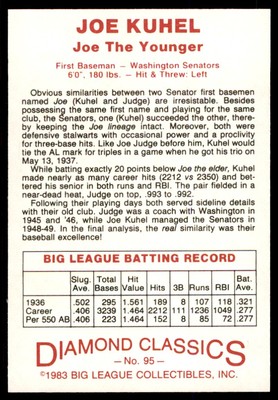 JOE KUHEL
Joe The Younger
First Baseman - Washington Senators
6'0", 180 lbs. - Hit & Threw: Left
Obvious similarities between two Senator first basemen
named Joe (Kuhel and Judge) are irresistable. Besides
possessing the same first name and playing for the same
club, the Senators, one (Kuhel) succeeded the other, there-
by keeping the Joe lineage intact. Moreover, both were
defensive stalwarts with occasional power and a proclivity
for three-base hits. Like Joe Judge before him, Kuhel would
tie the AL mark for triples in a game when he got his trio on
May 13, 1937.
While batting exactly 20 points below Joe the elder, Kuhel
made nearly as many career hits (2212 vs 2350) and bet-
tered his senior in both runs and RBI. The pair fielded in a
near-dead heat, Judge on top, .993 to .992.
Following their playing days both served sideline details
with their old club. Judge was a coach with Washington in
1945 and '46, while Joe Kuhel managed the Senators in
1948-49. In the final analysis, the real similarity was their
baseball excellence!
BIG LEAGUE BATTING RECORD
Slug. Total Hit Bat.
Avg. Bases Value Hits 3B Runs RBI Ave.
1936 .502 295 1.561 189 8 107 118 .321
Career .406 3239 1.464 2212 111 1236 1049 .277
Per 550 AB .406 223 1.464 152 8 85 72 .277
DIAMOND CLASSICS
- No. 95 -
©1983 BIG LEAGUE COLLECTIBLES, INC.